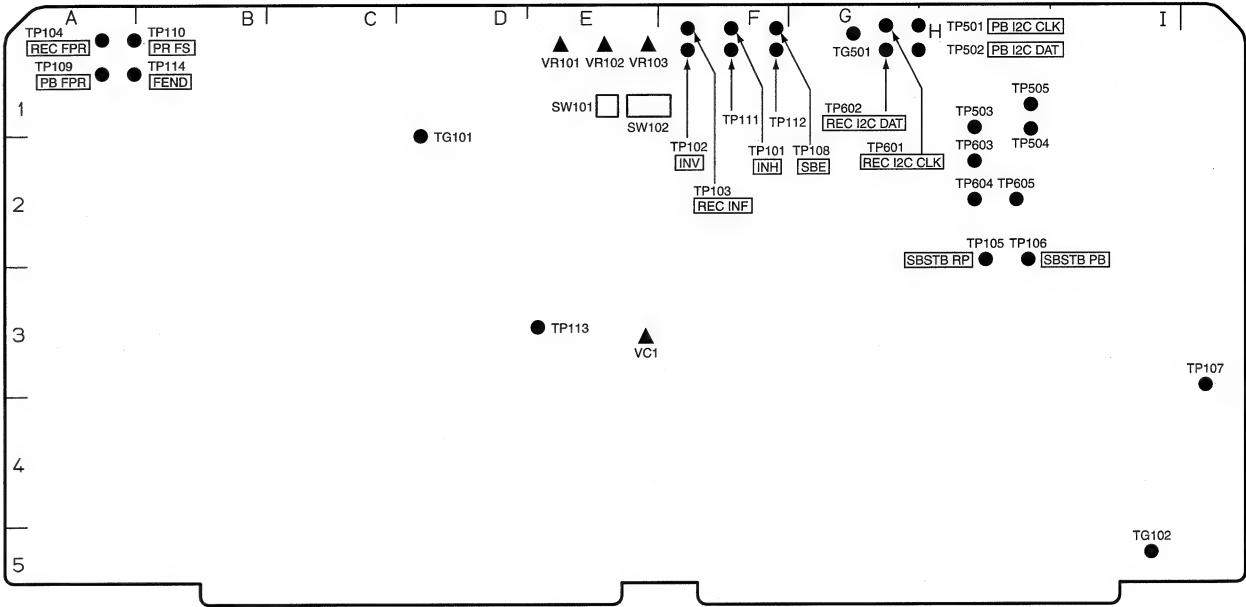 A B C D E F G H I
TP104
REC FPR
TP110
PR FS
TP109
PB FPR
TP114
FEND
VR101 VR102 VR103
TG501
TP501 PB I2C CLK
TP502 PB I2C DAT
1
SW101
SW102
TG101
TP102
INV
TP103
REC INF
TP111
TP101
INH
TP112
TP108
SBE
TP602
REC I2C DAT
TP601
REC I2C CLK
TP505
TP503
TP504
TP603
2
TP604 TP605
TP105 TP106
SBSTB RP
SBSTB PB
3
TP113
VC1
TP107
4
TG102
5